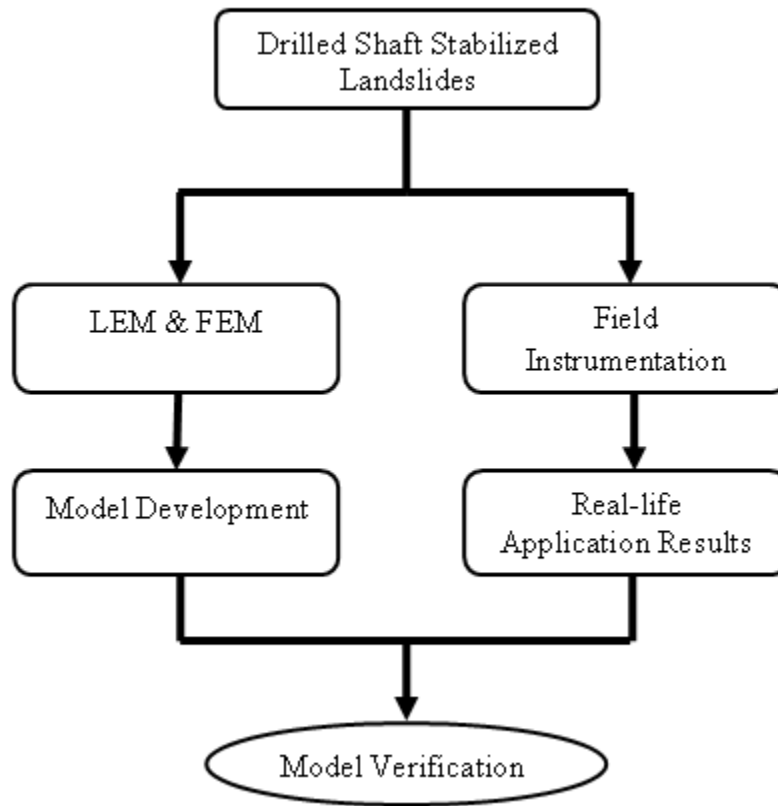 Drilled Shaft Stabilized
Landslides
LEM & FEM
Field
Instrumentation
Model Development
Real-life
Application Results
Model Verification